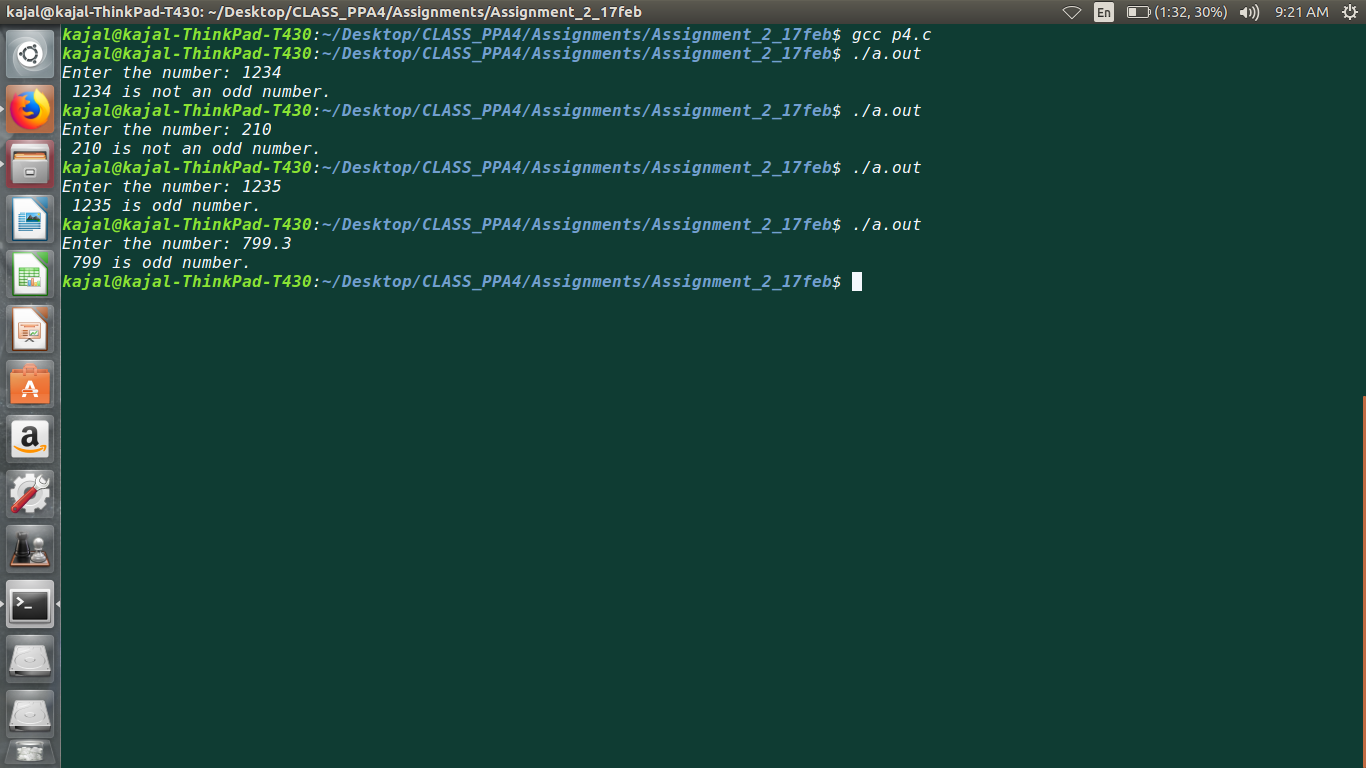 kajal@kajal-ThinkPad-T430: ~/Desktop/CLASS_PPA4/Assignments/Assignment_2_17feb
En (1:32, 30%) 9:21 AM
kajal@kajal-ThinkPad-T430:~/Desktop/CLASS_PPA4/Assignments/Assignment_2_17feb$ gcc p4.c
kajal@kajal-ThinkPad-T430:~/Desktop/CLASS_PPA4/Assignments/Assignment_2_17feb$ ./a.out
Enter the number: 1234
 1234 is not an odd number.
kajal@kajal-ThinkPad-T430:~/Desktop/CLASS_PPA4/Assignments/Assignment_2_17feb$ ./a.out
Enter the number: 210
 210 is not an odd number.
kajal@kajal-ThinkPad-T430:~/Desktop/CLASS_PPA4/Assignments/Assignment_2_17feb$ ./a.out
Enter the number: 1235
 1235 is odd number.
kajal@kajal-ThinkPad-T430:~/Desktop/CLASS_PPA4/Assignments/Assignment_2_17feb$ ./a.out
Enter the number: 799.3
 799 is odd number.
kajal@kajal-ThinkPad-T430:~/Desktop/CLASS_PPA4/Assignments/Assignment_2_17feb$